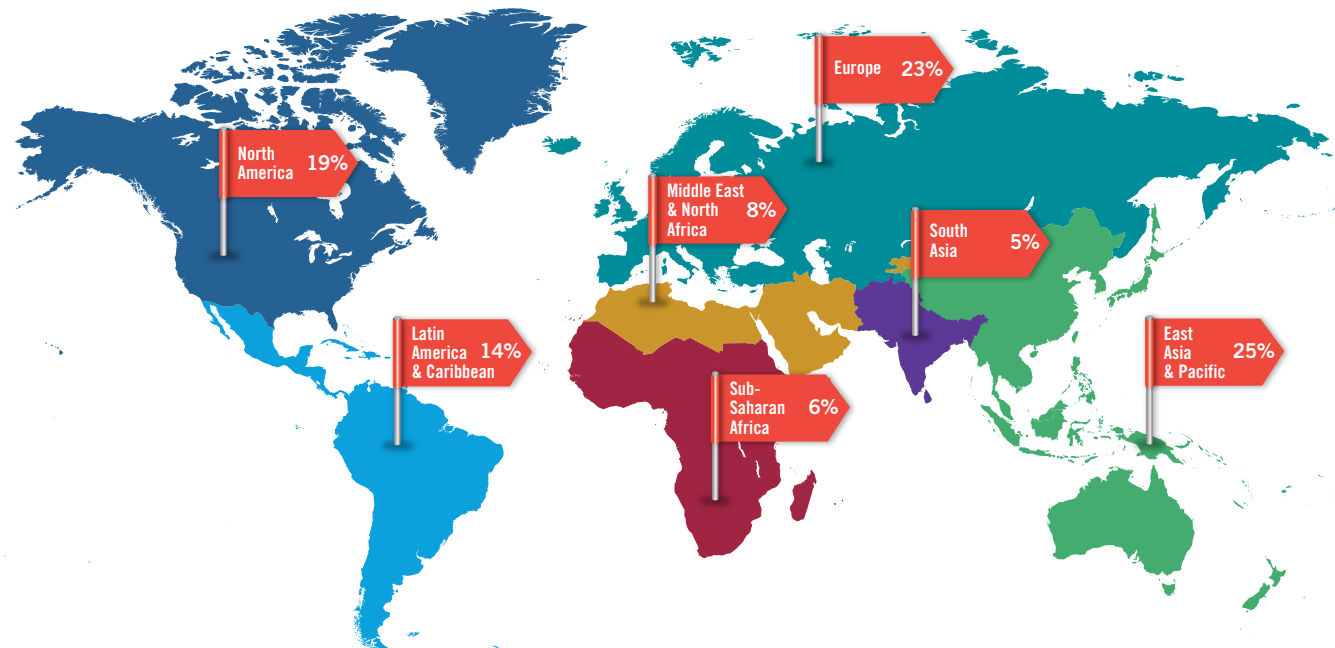 Europe 23%
North
America 19%
Middle East
& North 8%
Africa
South
Asia 5%
Latin
America 14%
& Caribbean
East
Asia 25%
& Pacific
Sub-
Saharan 6%
Africa